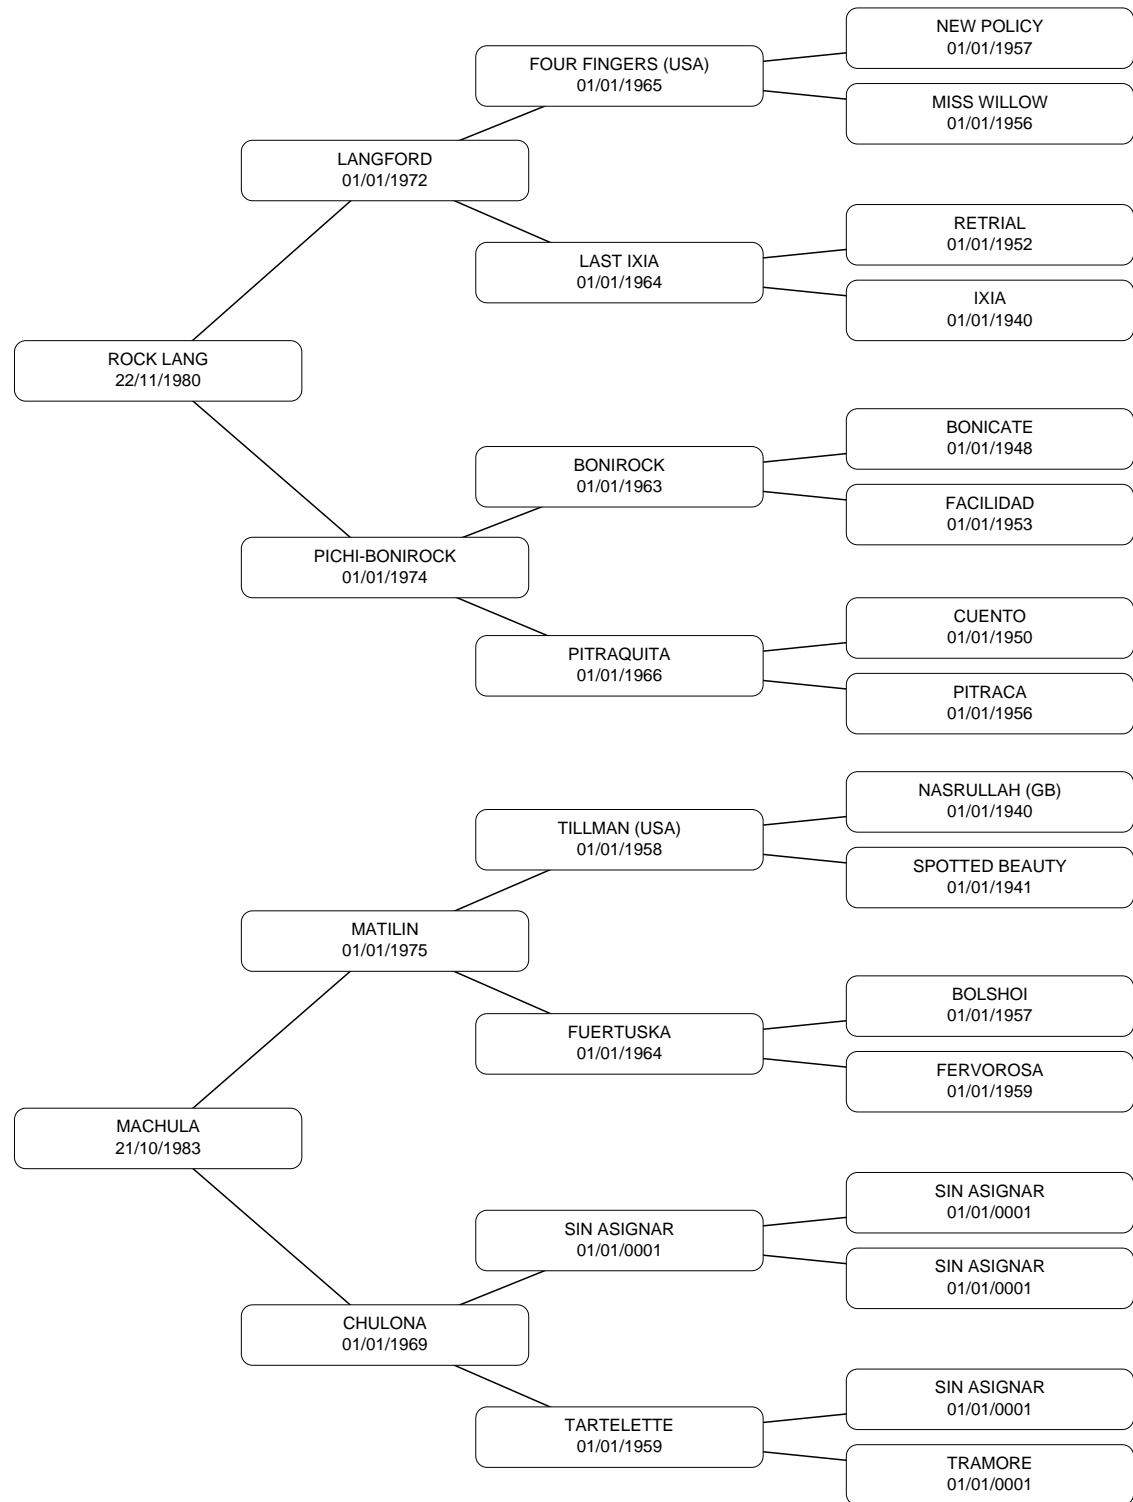 NEW POLICY
01/01/1957
FOUR FINGERS (USA)
01/01/1965
MISS WILLOW
01/01/1956
LANGFORD
01/01/1972
RETRIAL
01/01/1952
LAST IXIA
01/01/1964
IXIA
01/01/1940
ROCK LANG
22/11/1980
BONICATE
01/01/1948
BONIROCK
01/01/1963
FACILIDAD
01/01/1953
PICHI-BONIROCK
01/01/1974
CUENTO
01/01/1950
PITRAQUITA
01/01/1966
PITRACA
01/01/1956
NASRULLAH (GB)
01/01/1940
TILLMAN (USA)
01/01/1958
SPOTTED BEAUTY
01/01/1941
MATILIN
01/01/1975
BOLSHOI
01/01/1957
FUERTUSKA
01/01/1964
FERVOROSA
01/01/1959
MACHULA
21/10/1983
SIN ASIGNAR
01/01/0001
SIN ASIGNAR
01/01/0001
SIN ASIGNAR
01/01/0001
CHULONA
01/01/1969
SIN ASIGNAR
01/01/0001
TARTELETTE
01/01/1959
TRAMORE
01/01/0001